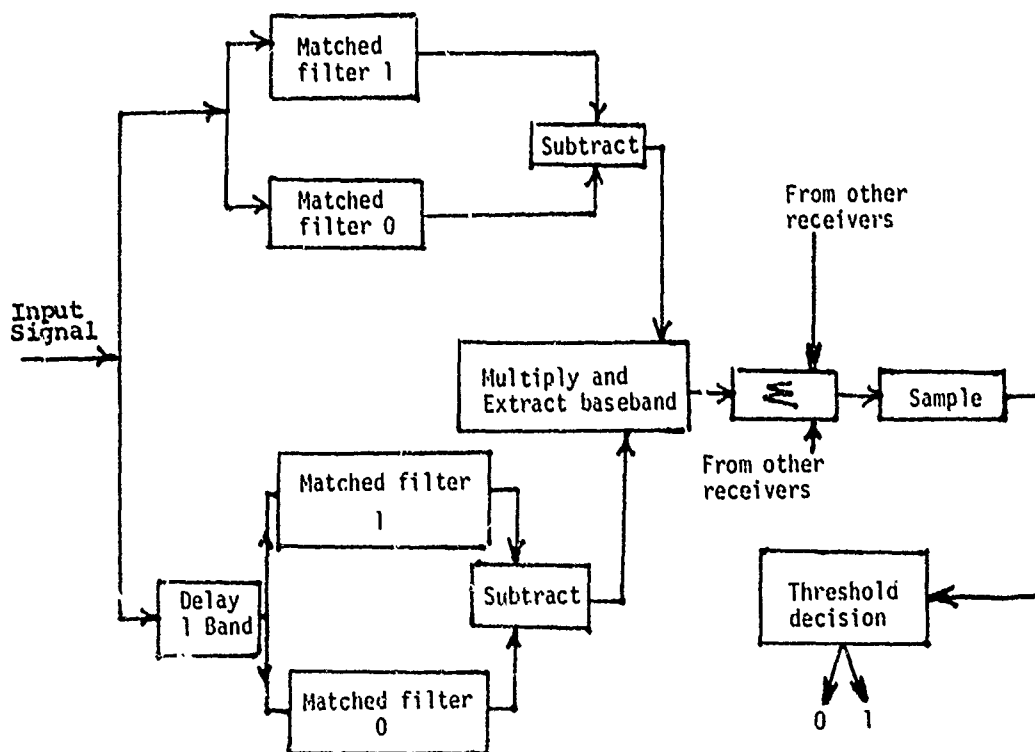 Matched
filter 1
Subtract
Matched
filter 0
From other
receivers
Input
Signal
Multiply and
Extract baseband
Σ
Sample
From other
receivers
Matched filter
1
Delay
1 Band
Subtract
Threshold
decision
Matched filter
0
0 1